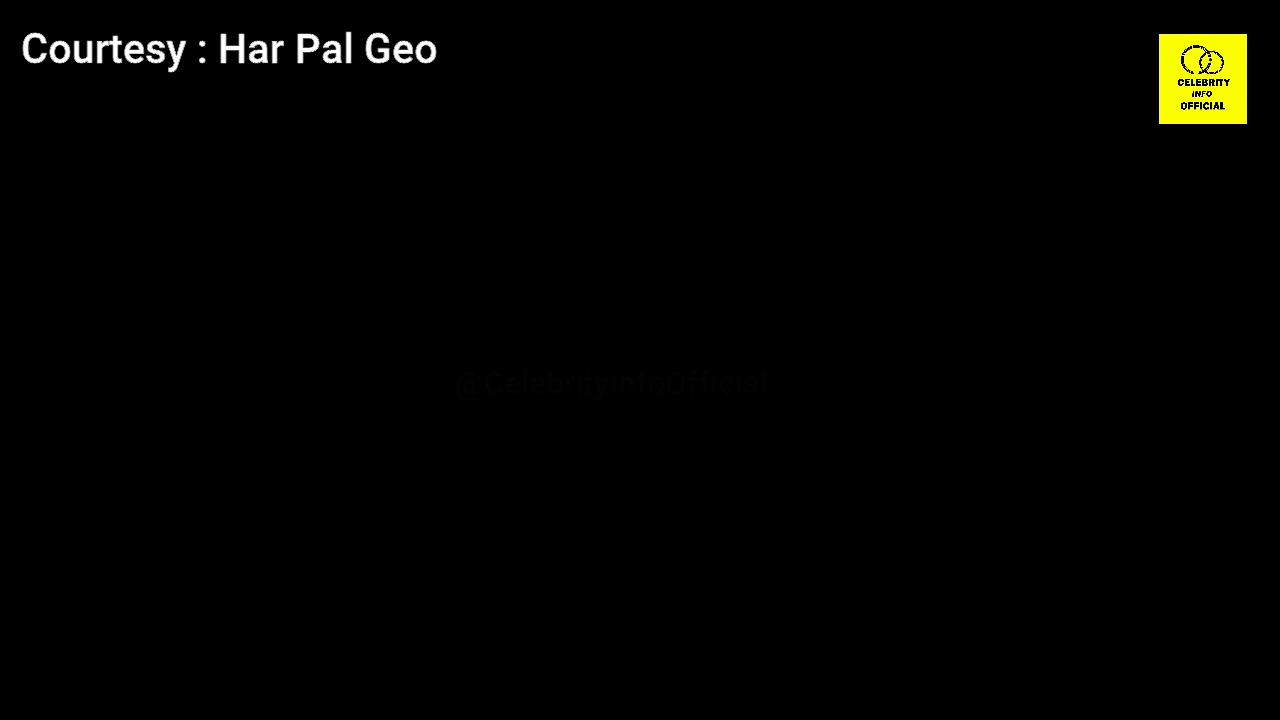 Courtesy : Har Pal Geo
CELEBRITY
INFO
OFFICIAL
@CelebrityInfoOfficial